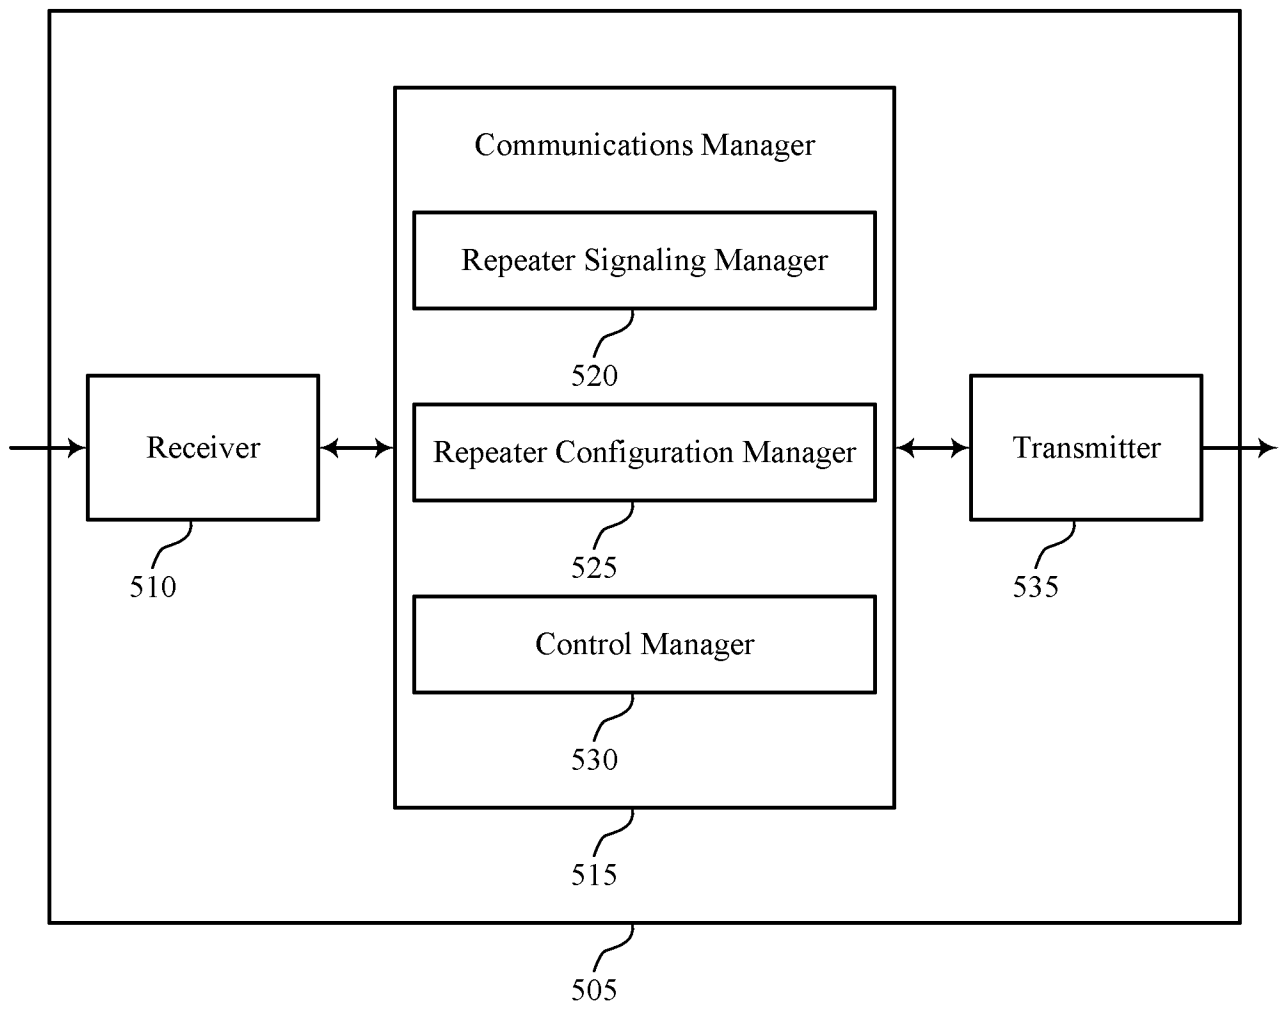 Communications Manager
Repeater Signaling Manager
520
Receiver
510
Repeater Configuration Manager
525
Transmitter
535
Control Manager
530
515
505